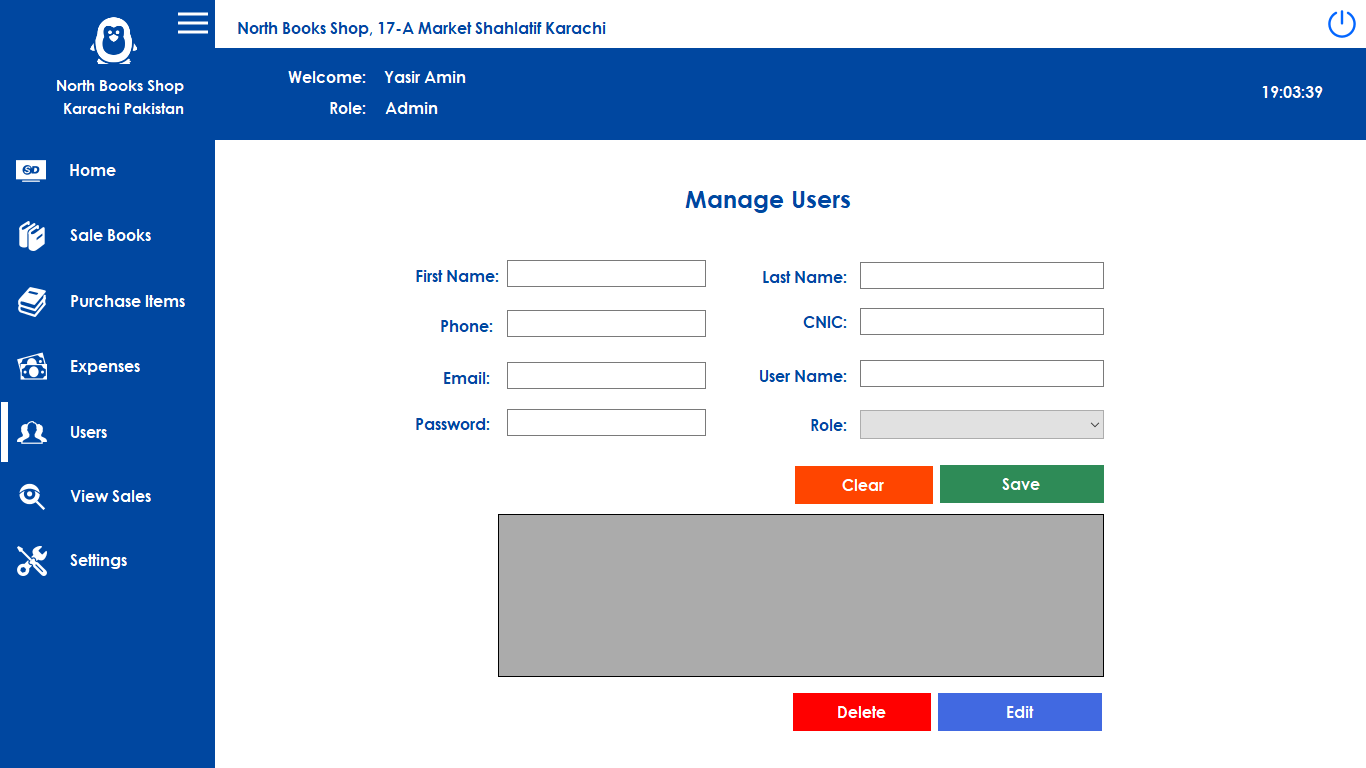 North Books Shop, 17-A Market Shahlatif Karachi
North Books Shop
Karachi Pakistan
Welcome: Yasir Amin
Role: Admin
19:03:39
SD
Home
Sale Books
Purchase Items
Expenses
Users
View Sales
Settings
Manage Users
First Name:
Last Name:
Phone:
CNIC:
Email:
User Name:
Password:
Role:
Clear
Save
Delete
Edit